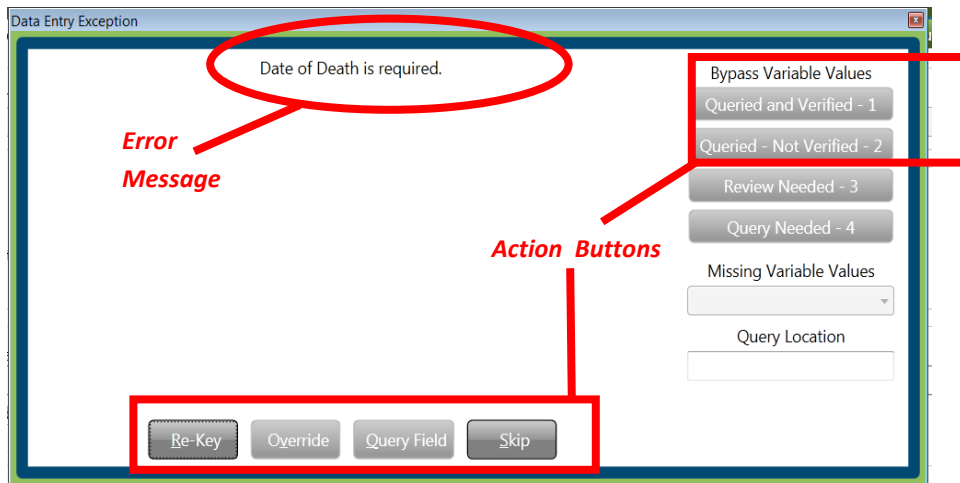 Data Entry Exception
Date of Death is required.
Error
Message
Action Buttons
Bypass Variable Values
Queried and Verified - 1
Queried - Not Verified - 2
Review Needed - 3
Query Needed - 4
Missing Variable Values
Query Location
Re-Key Override Query Field Skip